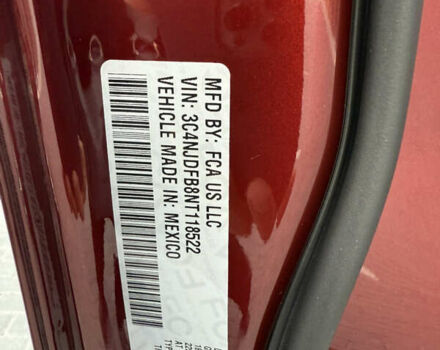 MFD BY: FCA US LLC
VIN: 3C4NJDFB8NT118522
VEHICLE MADE IN: MEXICO